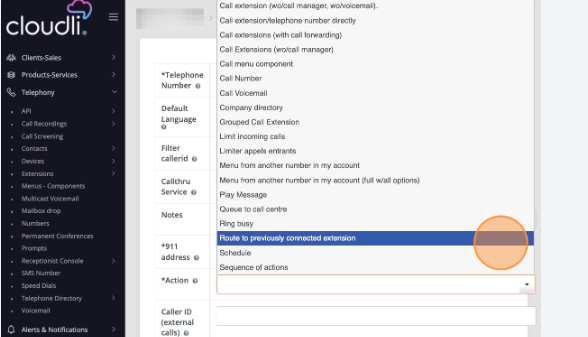 cloudli
Clients-Sales
Products-Services
Telephony
API
Call Recordings
Call Screening
Contacts
Devices
Extensions
Menus - Components
Multicast Voicemail
Mailbox drop
Numbers
Permanent Conferences
Prompts
Receptionist Console
SMS Number
Speed Dials
Telephone Directory
Voicemail
Alerts & Notifications
*Telephone
Number
Default
Language
Filter
callerid
Callthru
Service
Notes
*911
address
*Action
Caller ID
(external
calls)
Call extension (wo/call manager, wo/voicemail).
Call extension/telephone number directly
Call extensions (with call forwarding)
Call Extensions (wo/call manager)
Call menu component
Call Number
Call Voicemail
Company directory
Grouped Call Extension
Limit incoming calls
Limiter appels entrants
Menu from another number in my account
Menu from another number in my account (full w/all options)
Play Message
Queue to call centre
Ring busy
Route to previously connected extension
Schedule
Sequence of actions